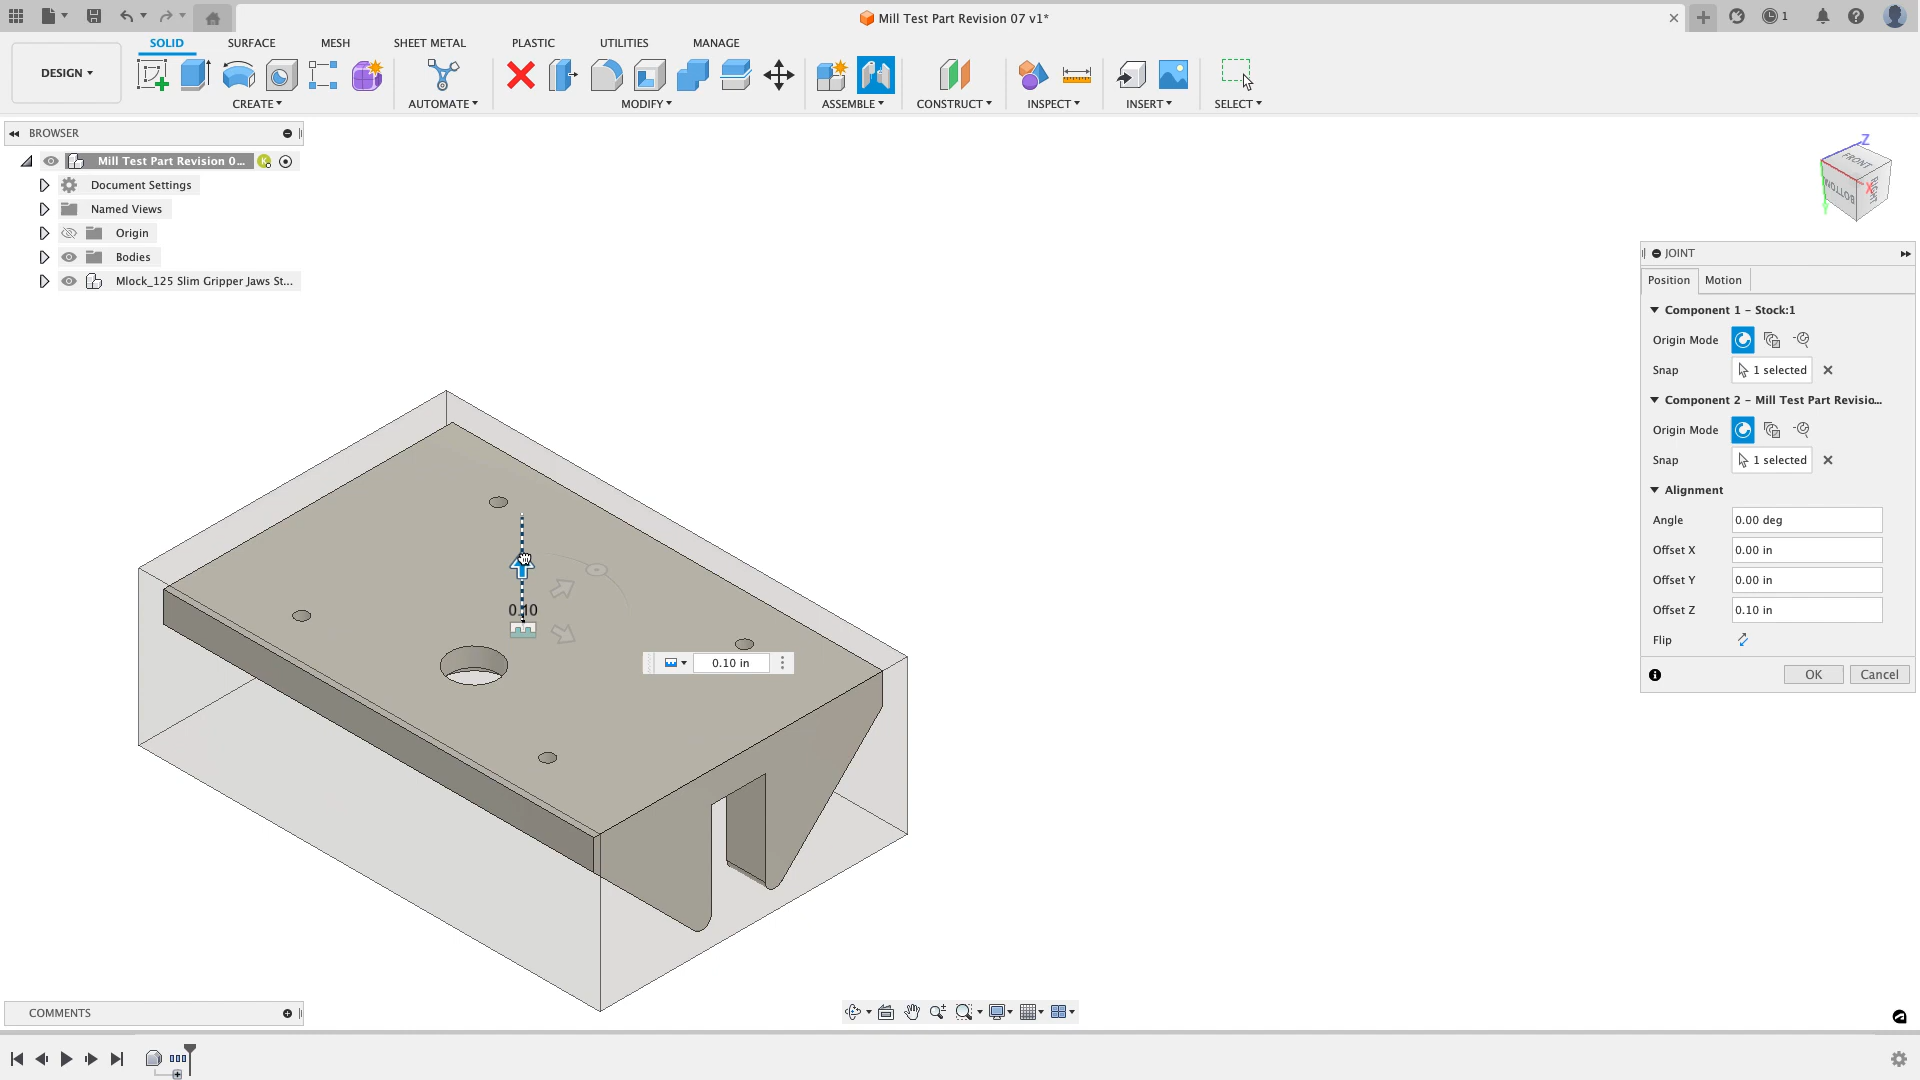 Mill Test Part Revision 07 v1*
1
SOLID
SURFACE
MESH
SHEET METAL
PLASTIC
UTILITIES
MANAGE
DESIGN
CREATE
AUTOMATE
MODIFY
ASSEMBLE
CONSTRUCT
INSPECT
INSERT
SELECT
BROWSER
Mill Test Part Revision 0...
K
Document Settings
Named Views
Origin
Bodies
Mlock_125 Slim Gripper Jaws St...
Z
FRONT
BOTTOM
RIGHT
X
JOINT
Position
Motion
Component 1 - Stock:1
Origin Mode
Snap
1 selected
Component 2 - Mill Test Part Revisio...
Origin Mode
Snap
1 selected
Alignment
Angle
0.00 deg
Offset X
0.00 in
Offset Y
0.00 in
Offset Z
0.10 in
Flip
OK
Cancel
0.10
0.10 in
COMMENTS